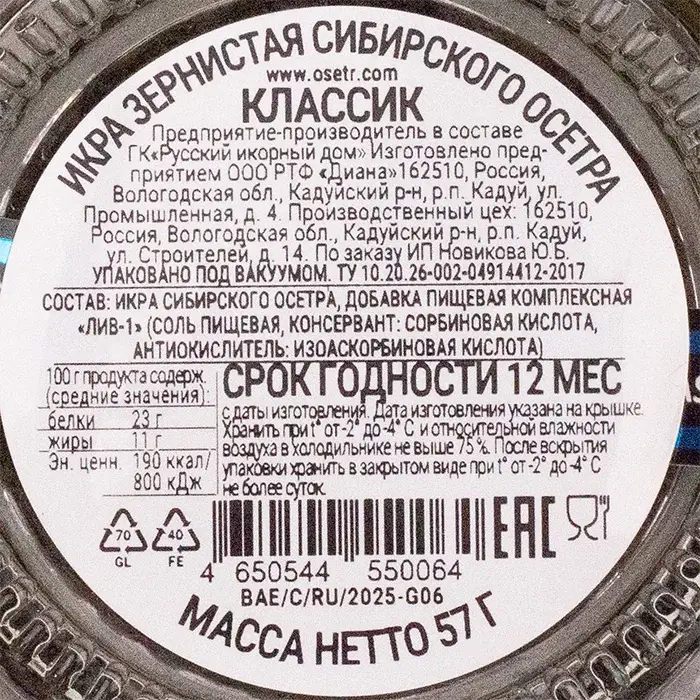 ИКРА ЗЕРНИСТАЯ СИБИРСКОГО ОСЕТРА
www.osetr.com
КЛАССИК
Предприятие-производитель в составе
ГК«Русский икорный дом» Изготовлено пред-
приятием ООО РТФ «Диана»162510, Россия,
Вологодская обл., Кадуйский р-н, р.п. Кадуй, ул.
Промышленная, д. 4. Производственный цех: 162510,
Россия, Вологодская обл., Кадуйский р-н, р.п. Кадуй,
ул. Строителей, д. 14. По заказу ИП Новикова Ю.Б.
УПАКОВАНО ПОД ВАКУУМОМ. ТУ 10.20.26-002-04914412-2017
СОСТАВ: ИКРА СИБИРСКОГО ОСЕТРА, ДОБАВКА ПИЩЕВАЯ КОМПЛЕКСНАЯ
«ЛИВ-1» (СОЛЬ ПИЩЕВАЯ, КОНСЕРВАНТ: СОРБИНОВАЯ КИСЛОТА,
АНТИОКИСЛИТЕЛЬ: ИЗОАСКОРБИНОВАЯ КИСЛОТА)
100 г продукта содерж.
(средние значения):
белки 23 г
жиры 11 г
Эн. ценн. 190 ккал/
800 кДж
СРОК ГОДНОСТИ 12 МЕС
с даты изготовления. Дата изготовления указана на крышке.
Хранить при t° от -2° до -4° С и относительной влажности
воздуха в холодильнике не выше 75 %. После вскрытия
упаковки хранить в закрытом виде при t° от -2° до -4° С
не более суток.
70
GL
40
FE
EAC
4 650544 550064
BAE/C/RU/2025-G06
МАССА НЕТТО 57 Г